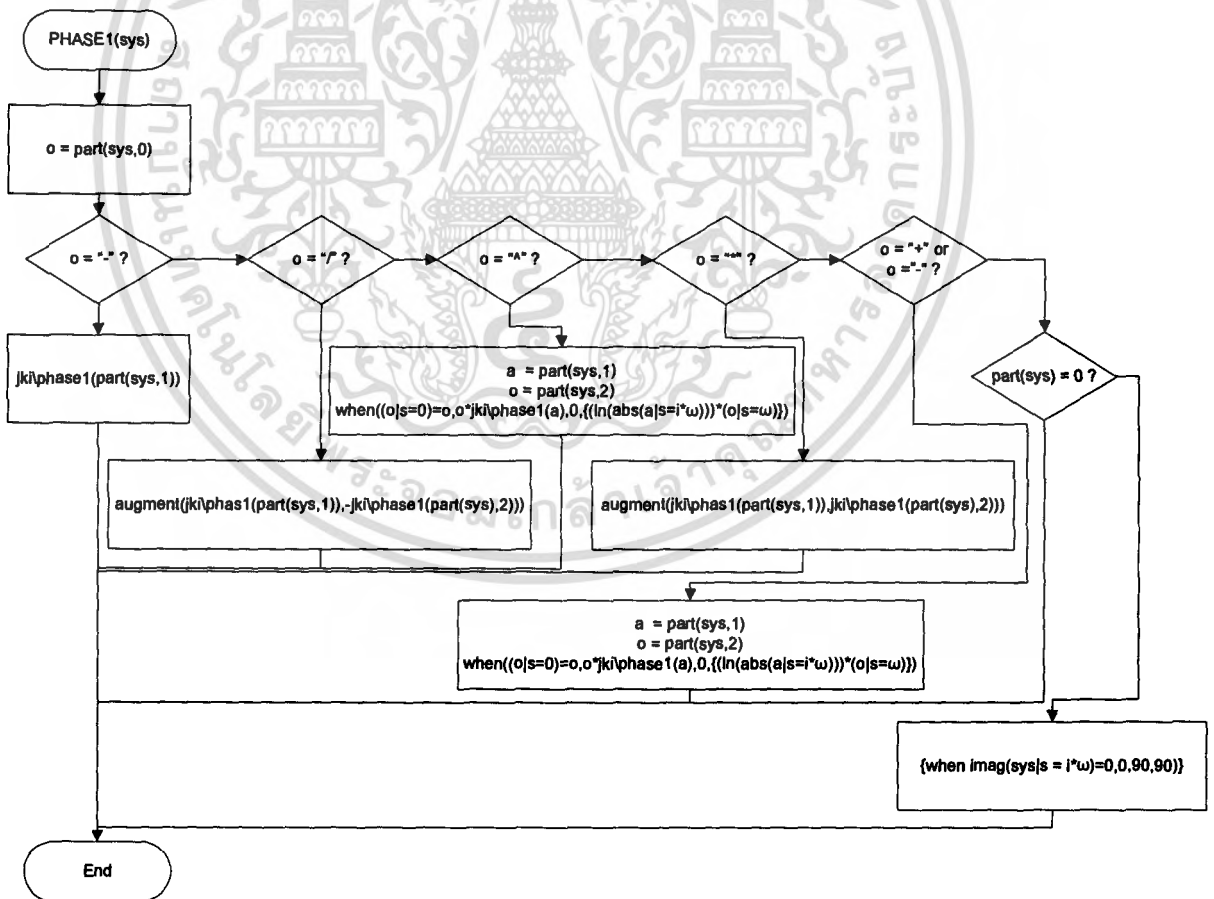 PHASE1(sys)
o = part(sys,0)
o = "-" ?
o = "/" ?
o = "^" ?
o = "*" ?
o = "+" or
o ="-" ?
jki\phase1(part(sys,1))
a = part(sys,1)
o = part(sys,2)
when((o|s=0)=o,o*jki\phase1(a),0,{(ln(abs(a|s=i*ω)))*(o|s=ω)})
part(sys) = 0 ?
augment(jki\phas1(part(sys,1)),-jki\phase1(part(sys),2)))
augment(jki\phas1(part(sys,1)),jki\phase1(part(sys),2)))
a = part(sys,1)
o = part(sys,2)
when((o|s=0)=o,o*jki\phase1(a),0,{(ln(abs(a|s=i*ω)))*(o|s=ω)})
{when imag(sys|s = i*ω)=0,0,90,90)}
End